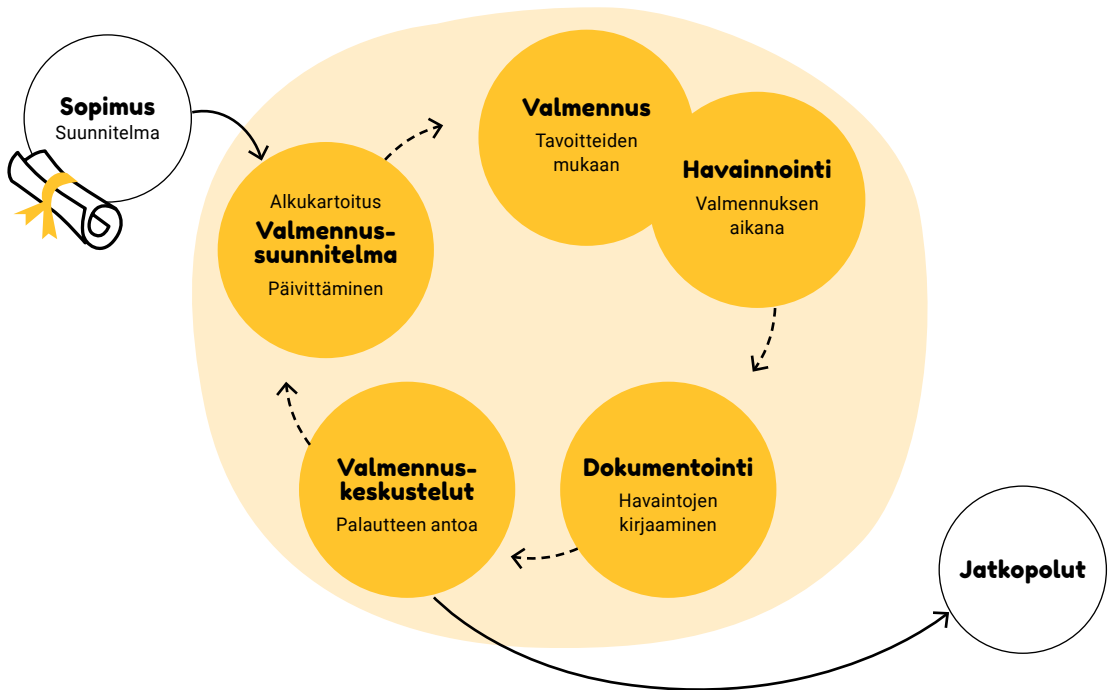 Sopimus
Suunnitelma
Alkukartoitus
Valmennus-
suunnitelma
Päivittäminen
Valmennus
Tavoitteiden
mukaan
Havainnointi
Valmennuksen
aikana
Dokumentointi
Havaintojen
kirjaaminen
Valmennus-
keskustelut
Palautteen antoa
Jatkopolut